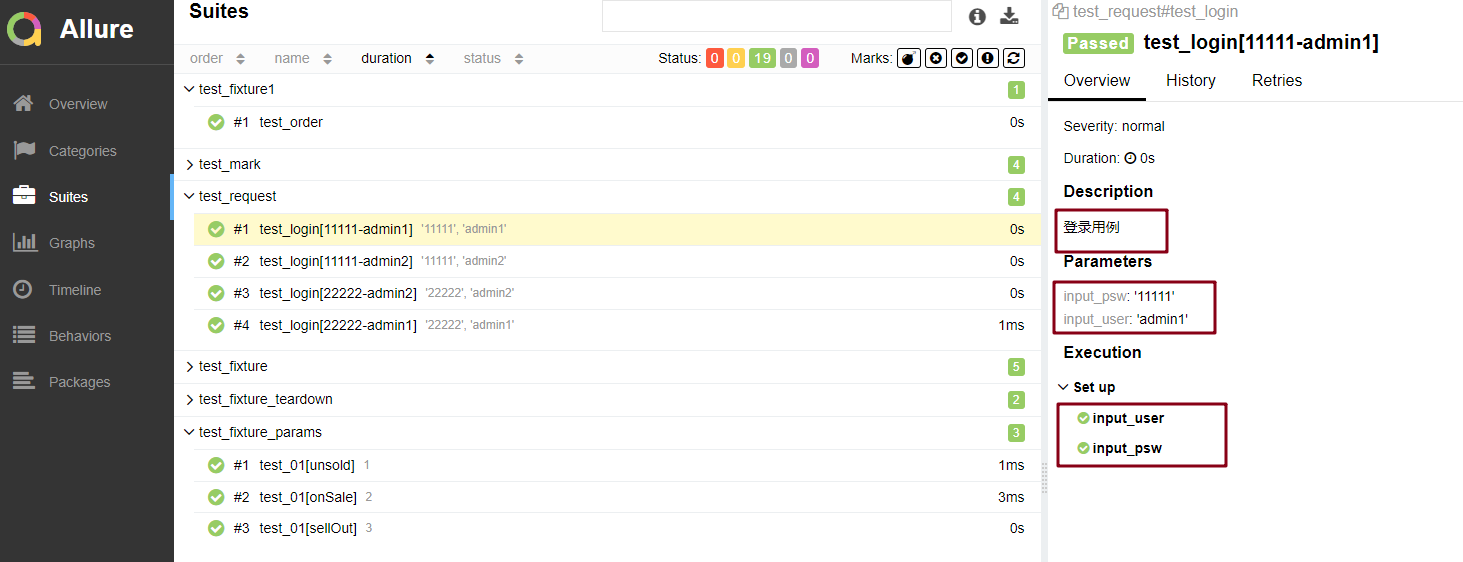 Allure
Overview
Categories
Suites
Graphs
Timeline
Behaviors
Packages
Suites
order name duration status Status: 0 0 19 0 0 Marks:
test_fixture1 1
#1 test_order 0s
test_mark 4
test_request 4
#1 test_login[11111-admin1] '11111', 'admin1' 0s
#2 test_login[11111-admin2] '11111', 'admin2' 0s
#3 test_login[22222-admin2] '22222', 'admin2' 0s
#4 test_login[22222-admin1] '22222', 'admin1' 1ms
test_fixture 5
test_fixture_teardown 2
test_fixture_params 3
#1 test_01[unsold] 1 1ms
#2 test_01[onSale] 2 3ms
#3 test_01[sellOut] 3 0s
test_request#test_login
Passed test_login[11111-admin1]
Overview History Retries
Severity: normal
Duration: 0s
Description
登录用例
Parameters
input_psw: '11111'
input_user: 'admin1'
Execution
Set up
input_user
input_psw